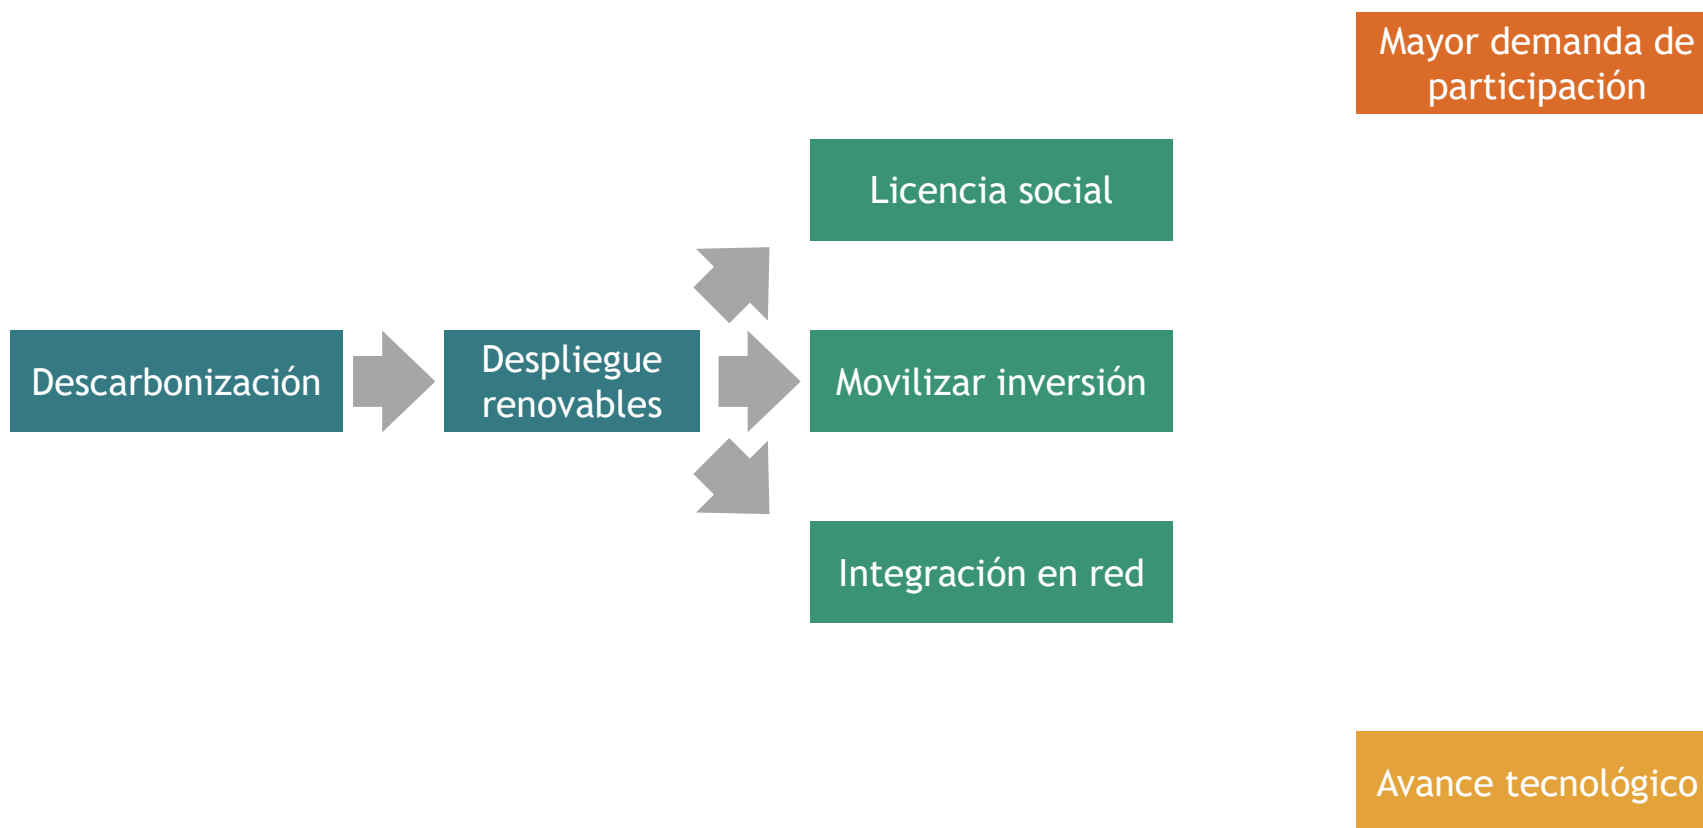 Mayor demanda de
participación
Licencia social
Descarbonización
Despliegue
renovables
Movilizar inversión
Integración en red
Avance tecnológico